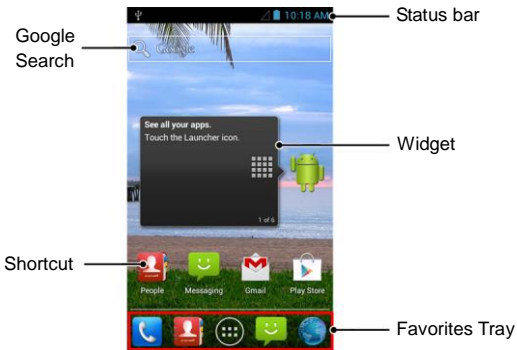 10:18 AM
Status bar
Google
Search
Google
See all your apps.
Touch the Launcher icon.
Widget
1 of 6
Shortcut
People
Messaging
Gmail
Play Store
Favorites Tray